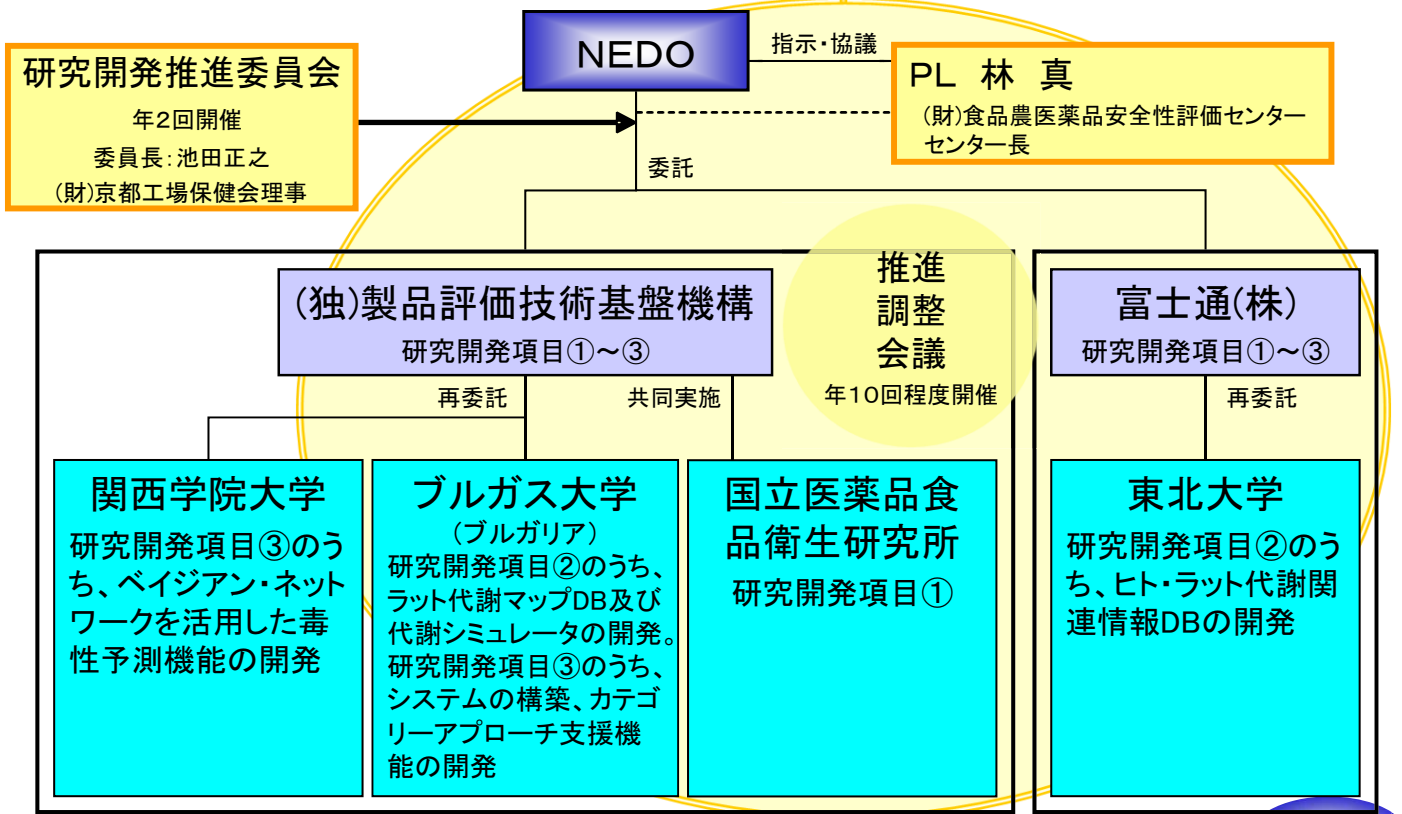 NEDO
指示・協議
研究開発推進委員会
年2回開催
委員長:池田正之
(財)京都工場保健会理事
PL 林 真
(財)食品農医薬品安全性評価センター
センター長
委託
(独)製品評価技術基盤機構
研究開発項目①～③
推進
調整
会議
年10回程度開催
富士通(株)
研究開発項目①～③
再委託
共同実施
再委託
関西学院大学
研究開発項目③のう
ち、ベイジアン・ネット
ワークを活用した毒
性予測機能の開発
ブルガス大学
(ブルガリア)
研究開発項目②のうち、
ラット代謝マップDB及び
代謝シミュレータの開発。
研究開発項目③のうち、
システムの構築、カテゴ
リーアプローチ支援機
能の開発
国立医薬品食
品衛生研究所
研究開発項目①
東北大学
研究開発項目②のう
ち、ヒト・ラット代謝関
連情報DBの開発